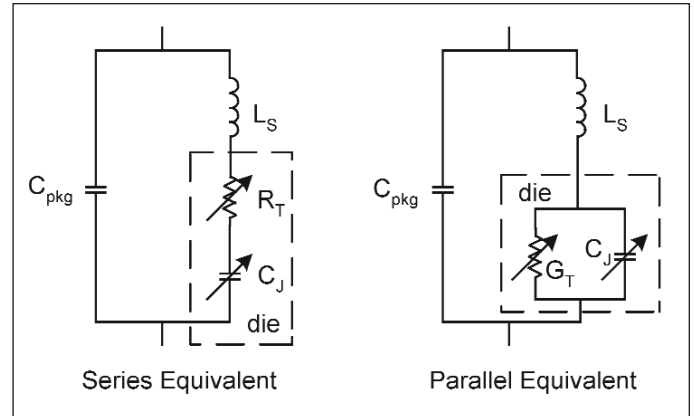 L_S
C_pkg
R_T
C_J
die
Series Equivalent
L_S
C_pkg
die
G_T
C_J
Parallel Equivalent